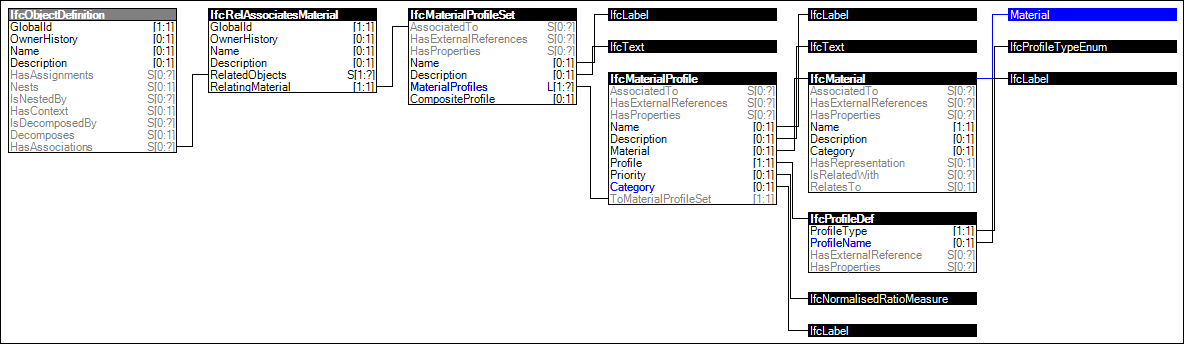 IfcObjectDefinition
GlobalId [1:1]
OwnerHistory [0:1]
Name [0:1]
Description [0:1]
HasAssignments S[0:?]
Nests S[0:1]
IsNestedBy S[0:?]
HasContext S[0:1]
IsDecomposedBy S[0:?]
Decomposes S[0:1]
HasAssociations S[0:?]
IfcRelAssociatesMaterial
GlobalId [1:1]
OwnerHistory [0:1]
Name [0:1]
Description [0:1]
RelatedObjects S[1:?]
RelatingMaterial [1:1]
IfcMaterialProfileSet
AssociatedTo S[0:?]
HasExternalReferences S[0:?]
HasProperties S[0:?]
Name [0:1]
Description [0:1]
MaterialProfiles L[1:?]
CompositeProfile [0:1]
IfcLabel
IfcText
IfcMaterialProfile
AssociatedTo S[0:?]
HasExternalReferences S[0:?]
HasProperties S[0:?]
Name [0:1]
Description [0:1]
Material [0:1]
Profile [1:1]
Priority [0:1]
Category [0:1]
ToMaterialProfileSet [1:1]
IfcLabel
IfcText
IfcMaterial
AssociatedTo S[0:?]
HasExternalReferences S[0:?]
HasProperties S[0:?]
Name [1:1]
Description [0:1]
Category [0:1]
HasRepresentation S[0:1]
IsRelatedWith S[0:?]
RelatesTo S[0:1]
IfcProfileDef
ProfileType [1:1]
ProfileName [0:1]
HasExternalReference S[0:?]
HasProperties S[0:?]
IfcNormalisedRatioMeasure
IfcLabel
Material
IfcProfileTypeEnum
IfcLabel